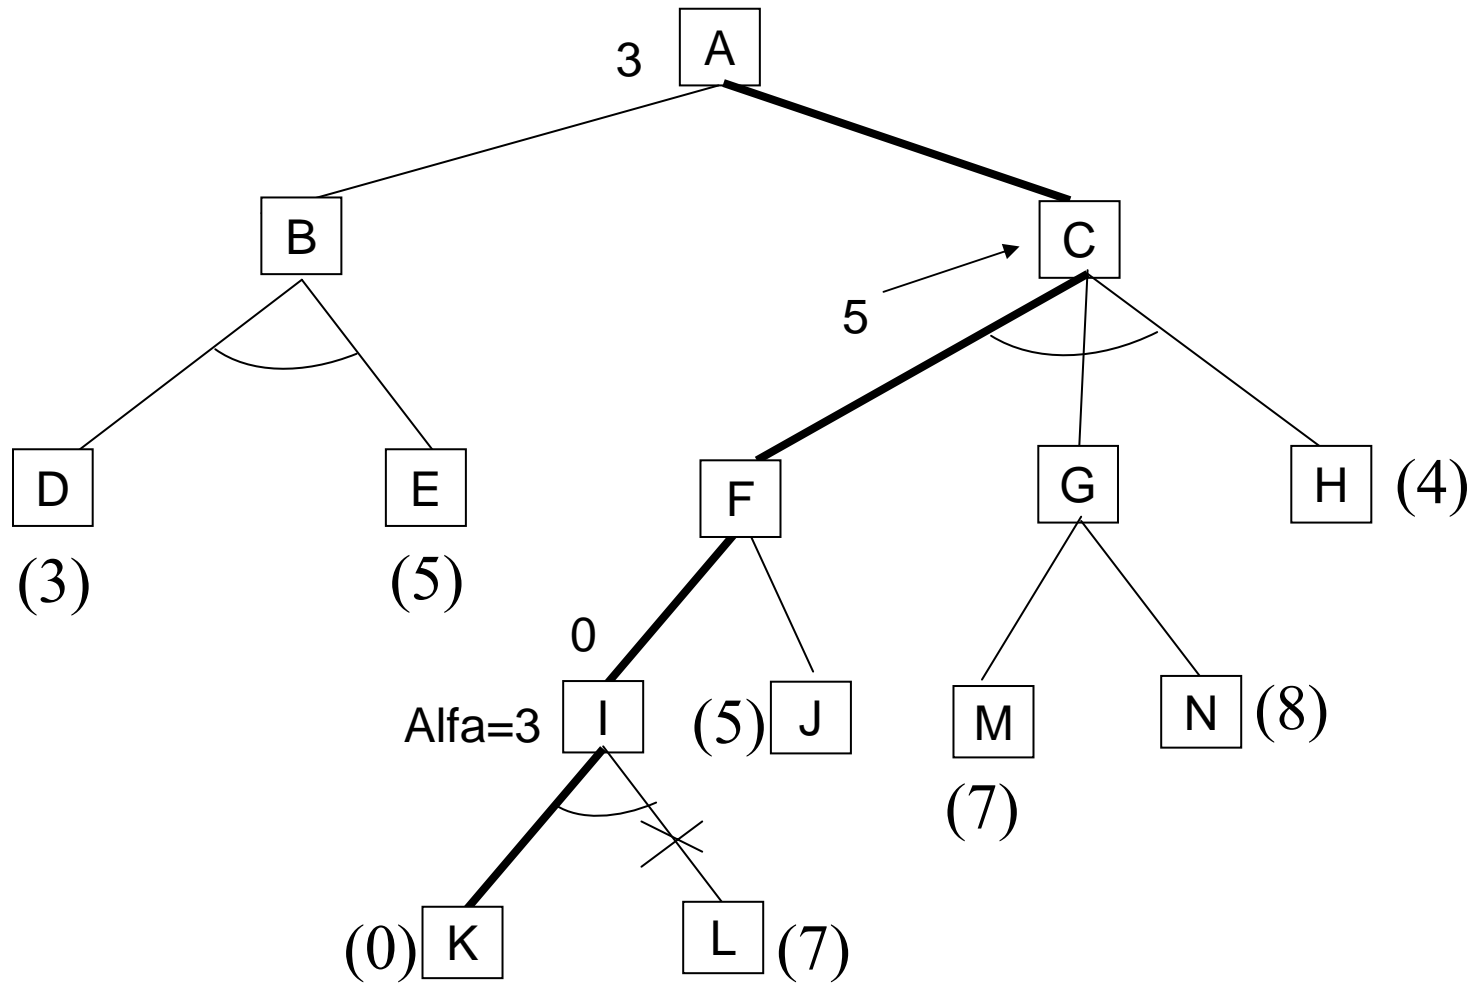 3 A
B
C
5
D
E
F
G
H (4)
(3)
(5)
0
Alfa=3 I
(5) J
M
N (8)
(7)
(0) K
L (7)